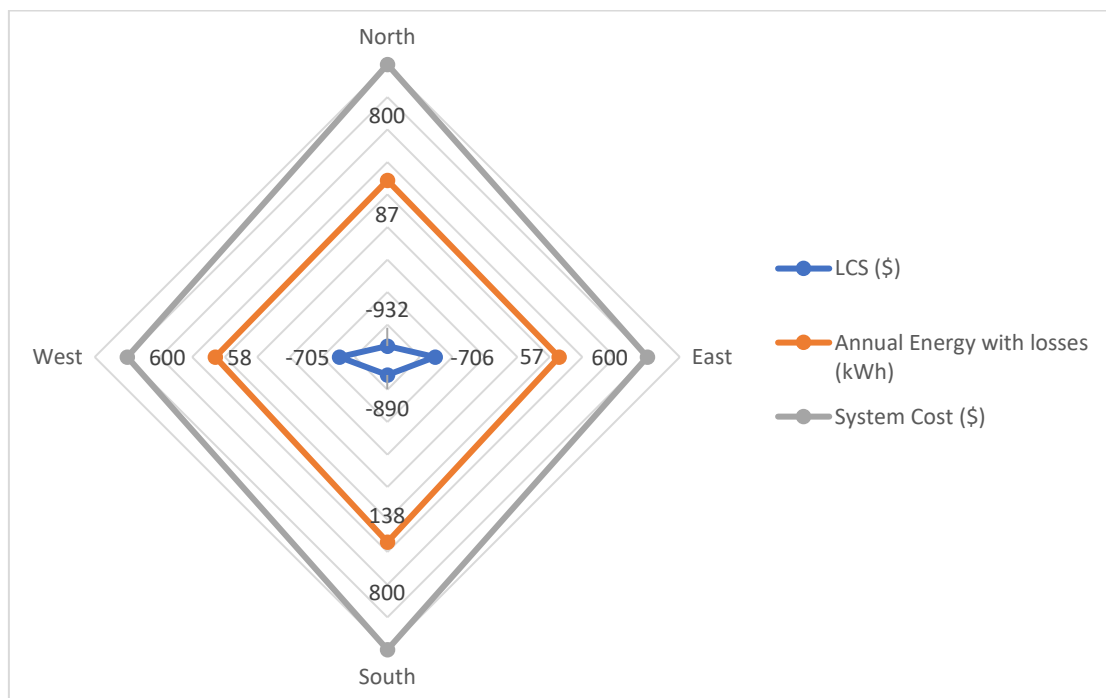 North
800
87
-932
West
600
58
-705
-706
57
600
East
-890
138
800
South
LCS ($)
Annual Energy with losses
(kWh)
System Cost ($)